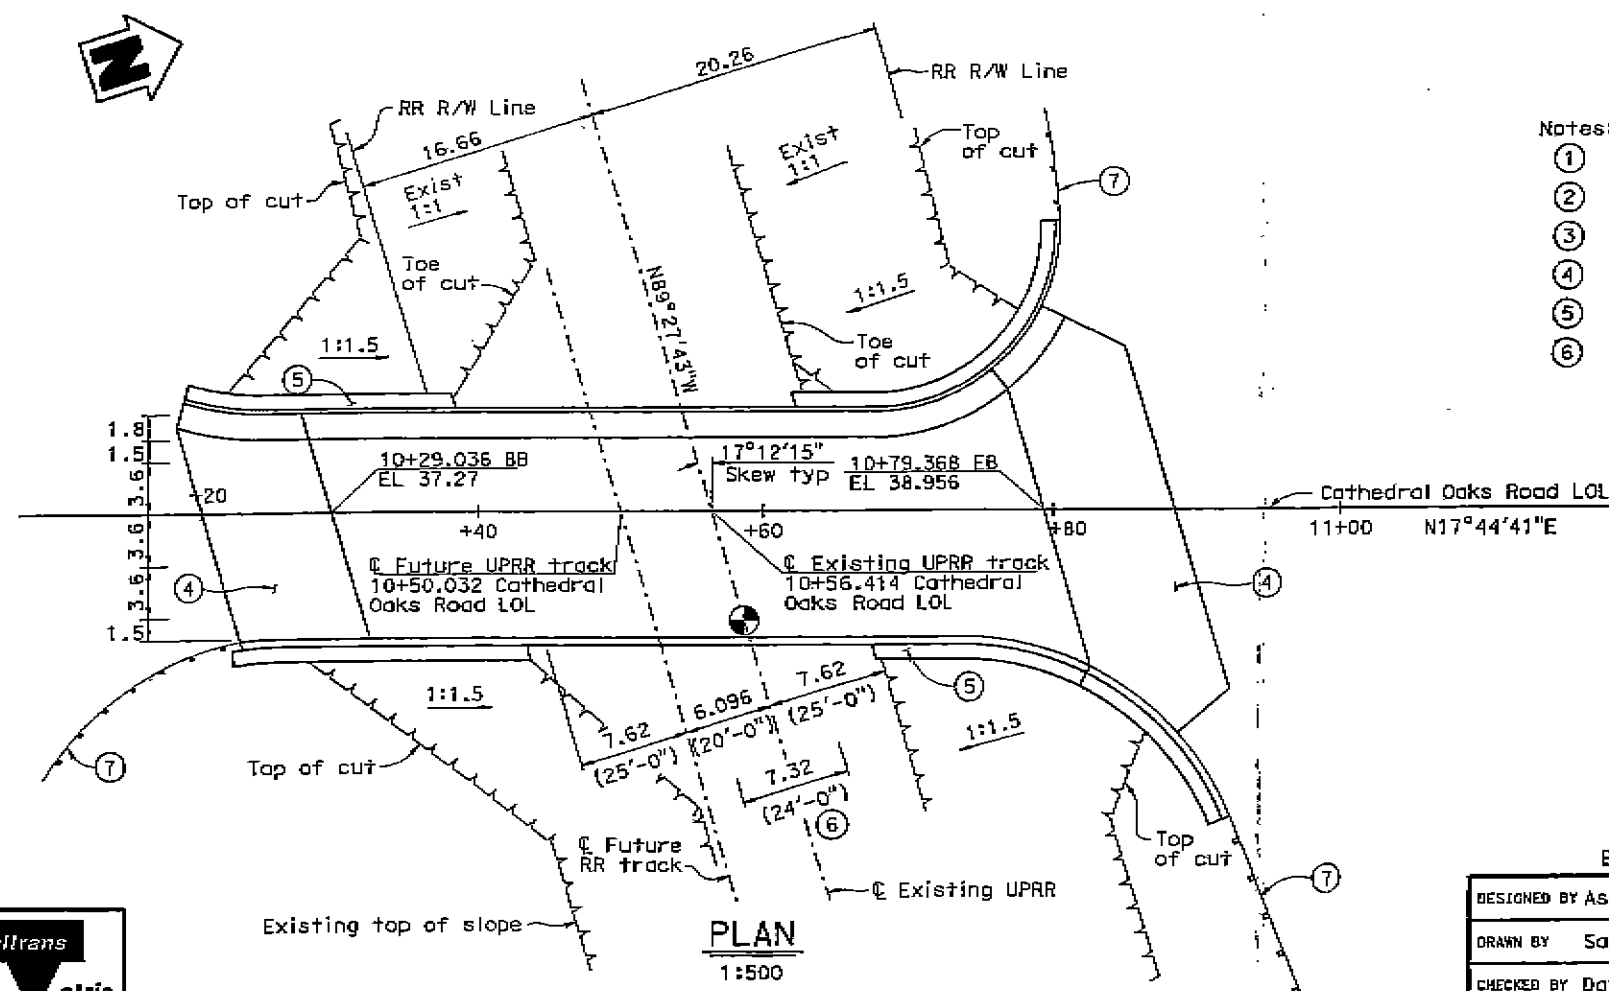 N
20.26
RR R/W Line
RR R/W Line
16.66
Top
of cut
Exist
1:1
Notes:
①
②
③
④
⑤
⑥
⑦
Top of cut
Exist
1:1
Toe
of cut
N89°27'43"W
1:1.5
Toe
of cut
1:1.5
⑤
1.8
1.5
3.6
3.6
3.6
1.5
10+29.036 BB
EL 37.27
17°12'15"
Skew typ
10+79.368 EB
EL 38.956
+20
+40
+60
+80
11+00
Cathedral Oaks Road LOL
N17°44'41"E
℄ Future UPRR track
10+50.032 Cathedral
Oaks Road LOL
℄ Existing UPRR track
10+56.414 Cathedral
Oaks Road LOL
④
④
1:1.5
7.62
(25'-0")
6.096
(20'-0")
7.62
(25'-0")
⑤
1:1.5
7.32
(24'-0")
⑥
⑦
Top of cut
℄ Future
RR track
Top
of cut
⑦
℄ Existing UPRR
Existing top of slope
PLAN
1:500
DESIGNED BY
DRAWN BY
CHECKED BY